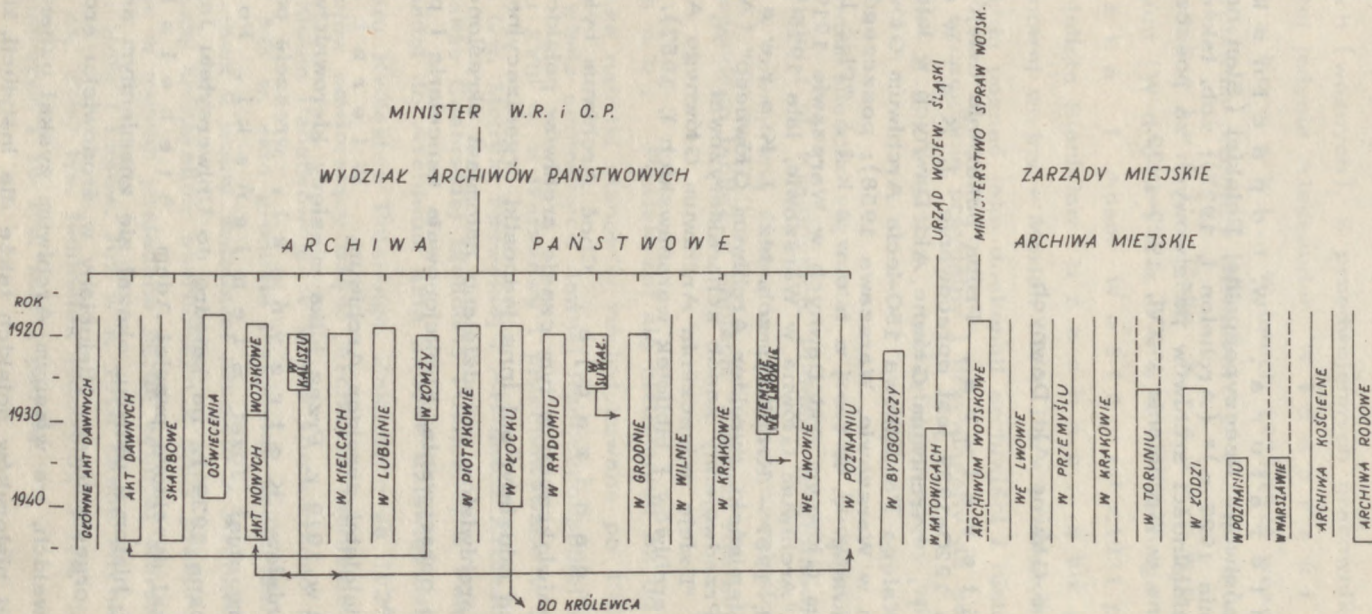 MINISTER W.R. i O.P.
WYDZIAŁ ARCHIWÓW PAŃSTWOWYCH
ARCHIWA PAŃSTWOWE
URZĄD WOJEW. ŚLĄSKI
MINISTERSTWO SPRAW WOJSK.
ZARZĄDY MIEJSKIE
ARCHIWA MIEJSKIE
ROK
1920
1930
1940
GŁÓWNE AKT DAWNYCH
AKT DAWNYCH
SKARBOWE
OŚWIECENIA
WOJSKOWE
AKT NOWYCH
W KALISZU
W KIELCACH
W LUBLINIE
W ŁOMŻY
W PIOTRKOWIE
W PŁOCKU
W RADOMIU
W SUWAŁ.
W GRODNIE
W WILNIE
W KRAKOWIE
ZIEMSKIE WE LWOWIE
WE LWOWIE
W POZNANIU
W BYDGOSZCZY
W KATOWICACH
ARCHIWUM WOJSKOWE
WE LWOWIE
W PRZEMYŚLU
W KRAKOWIE
W TORUNIU
W ŁODZI
W POZNANIU
W WARSZAWIE
ARCHIWA KOŚCIELNE
ARCHIWA RODOWE
DO KRÓLEWCA